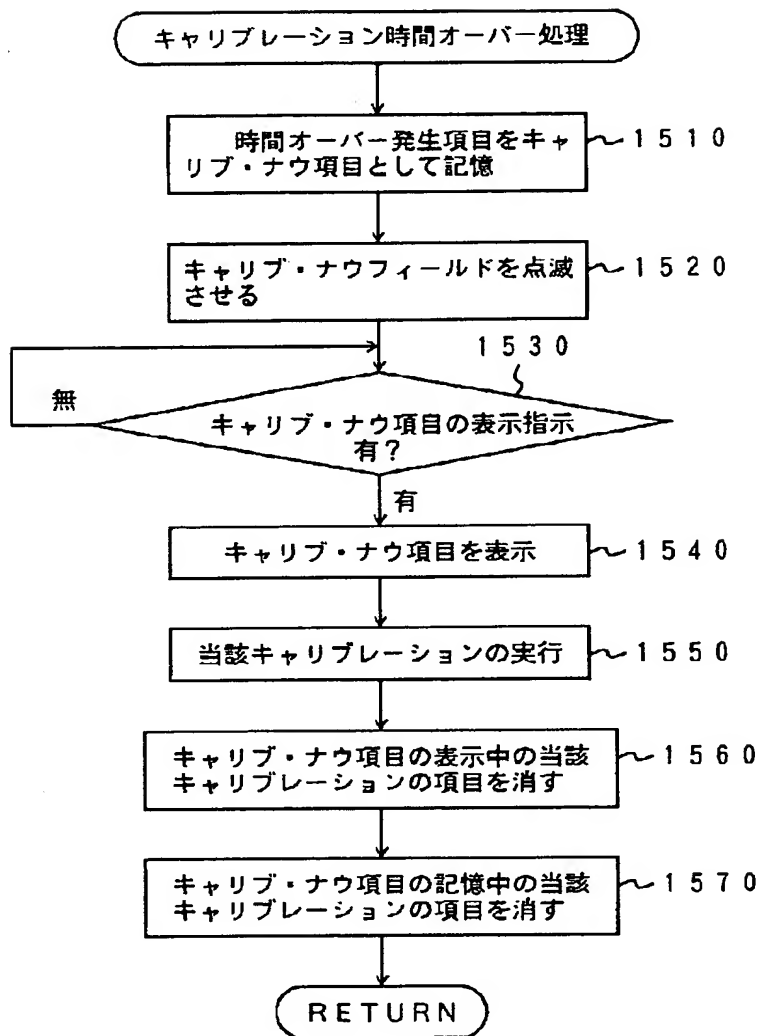 キャリブレーション時間オーバー処理
時間オーバー発生項目をキャ
リブ・ナウ項目として記憶
1510
キャリブ・ナウフィールドを点滅
させる
1520
1530
無
キャリブ・ナウ項目の表示指示
有?
有
キャリブ・ナウ項目を表示
1540
当該キャリブレーションの実行
1550
キャリブ・ナウ項目の表示中の当該
キャリブレーションの項目を消す
1560
キャリブ・ナウ項目の記憶中の当該
キャリブレーションの項目を消す
1570
RETURN